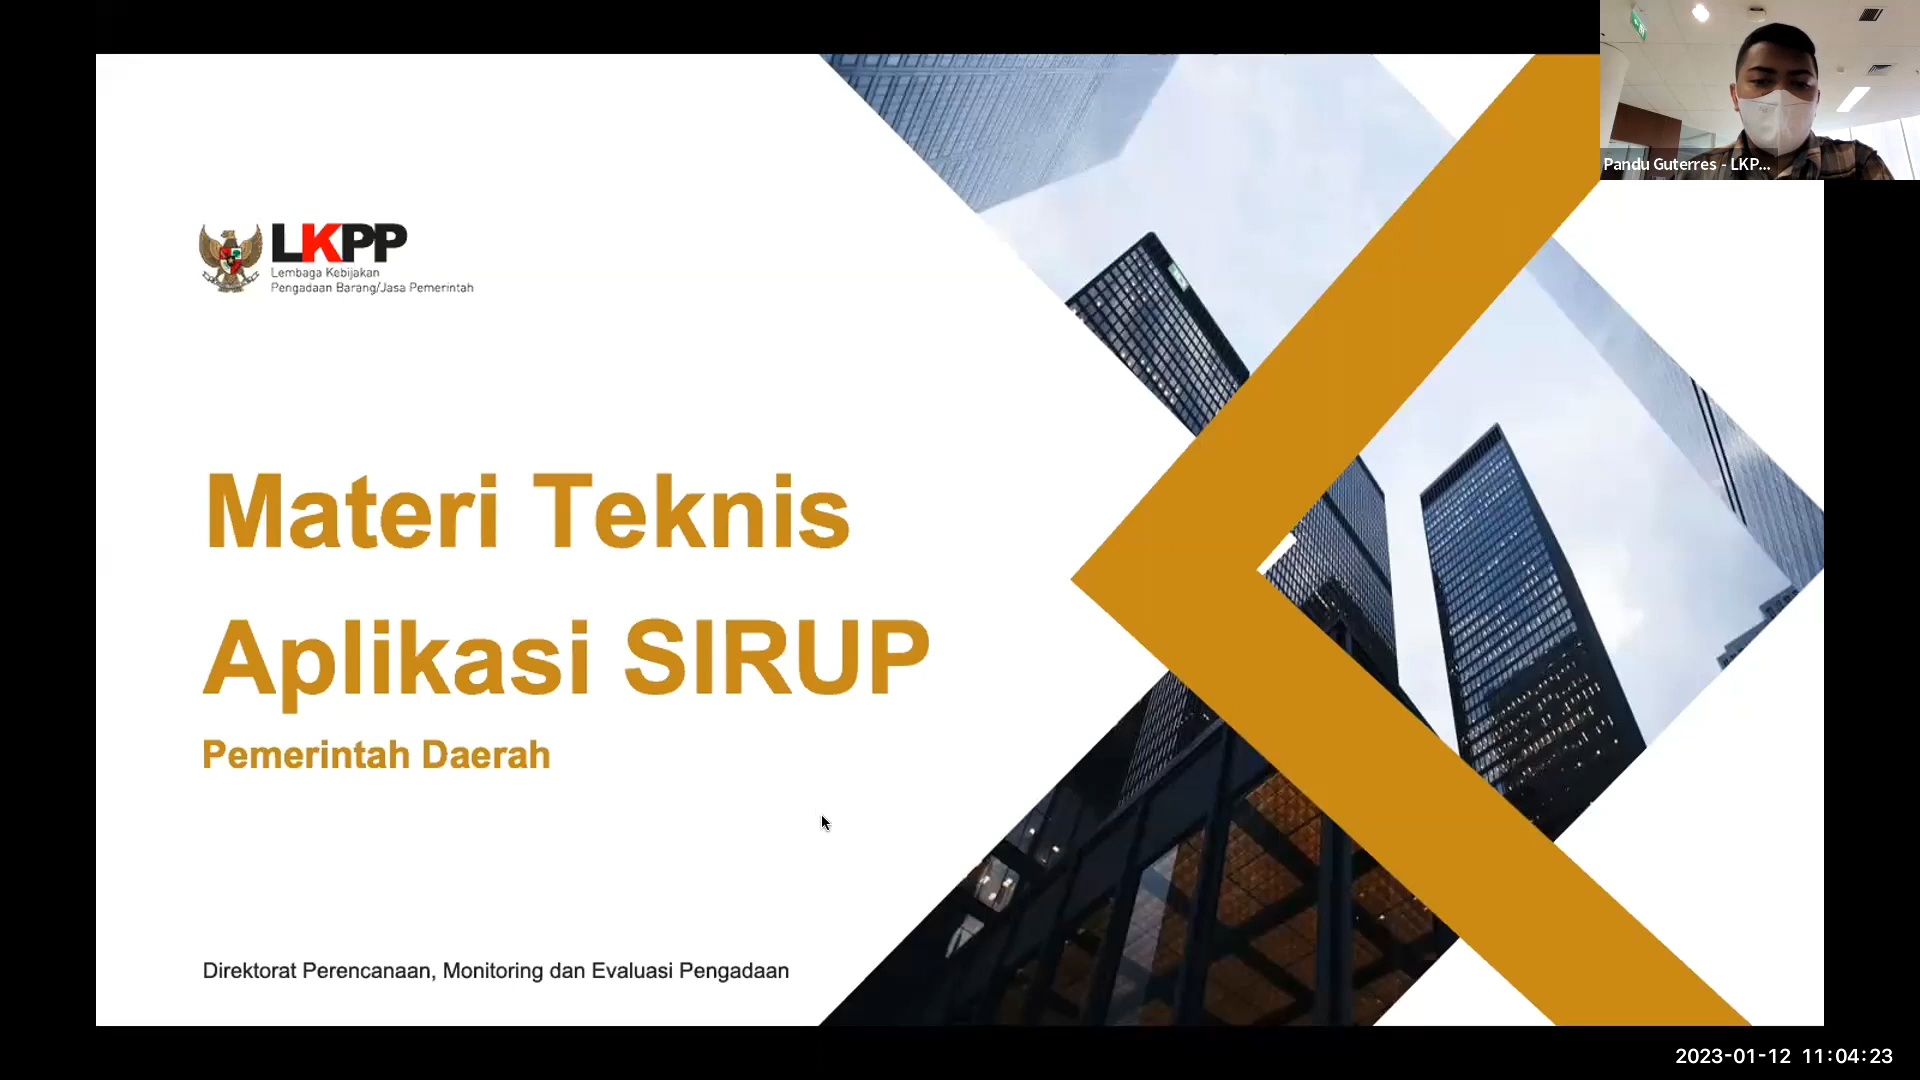 LKPP
Lembaga Kebijakan
Pengadaan Barang/Jasa Pemerintah
Materi Teknis
Aplikasi SIRUP
Pemerintah Daerah
Direktorat Perencanaan, Monitoring dan Evaluasi Pengadaan
Pandu Guterres - LKP...
2023-01-12 11:04:23